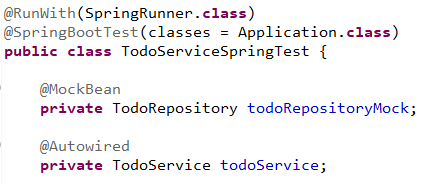 @RunWith(SpringRunner.class)
@SpringBootTest(classes = Application.class)
public class TodoServiceSpringTest {
@MockBean
private TodoRepository todoRepositoryMock;
@Autowired
private TodoService todoService;